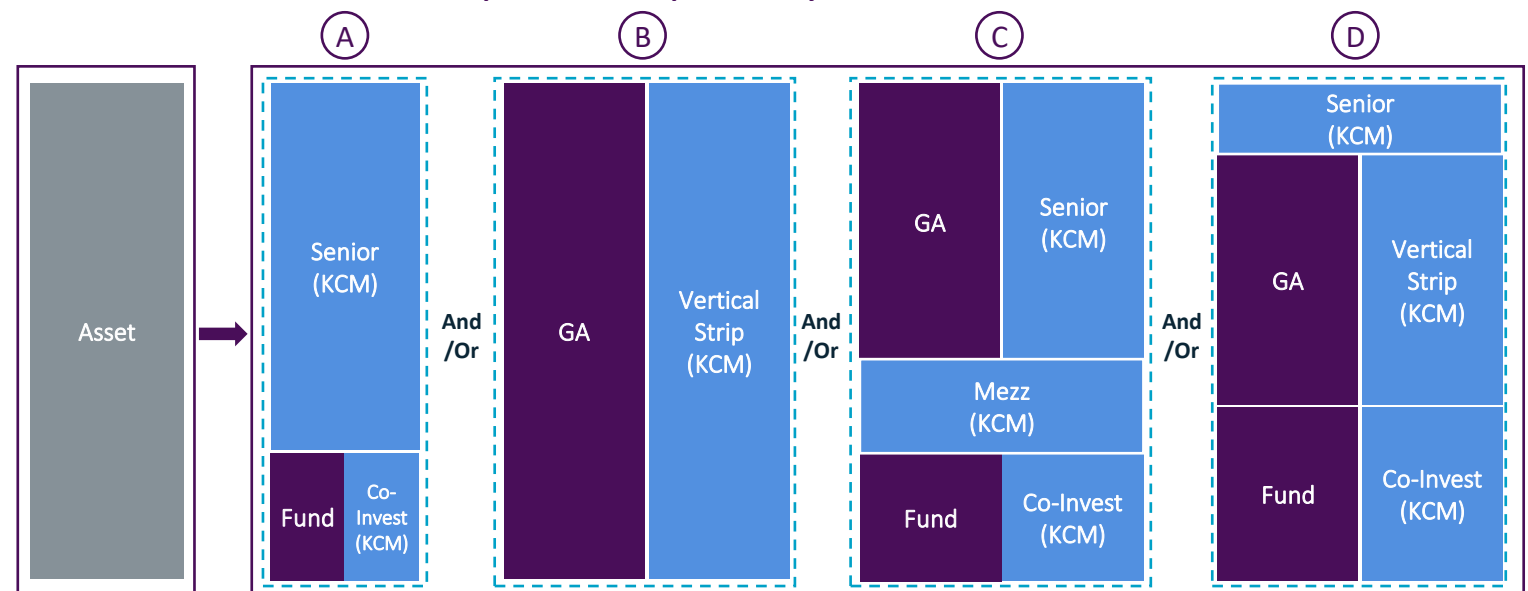 A
B
C
D
Asset
Senior
(KCM)
Fund
Co-
Invest
(KCM)
And
/Or
GA
Vertical
Strip
(KCM)
And
/Or
GA
Senior
(KCM)
Mezz
(KCM)
Fund
Co-Invest
(KCM)
And
/Or
Senior
(KCM)
GA
Vertical
Strip
(KCM)
Fund
Co-Invest
(KCM)